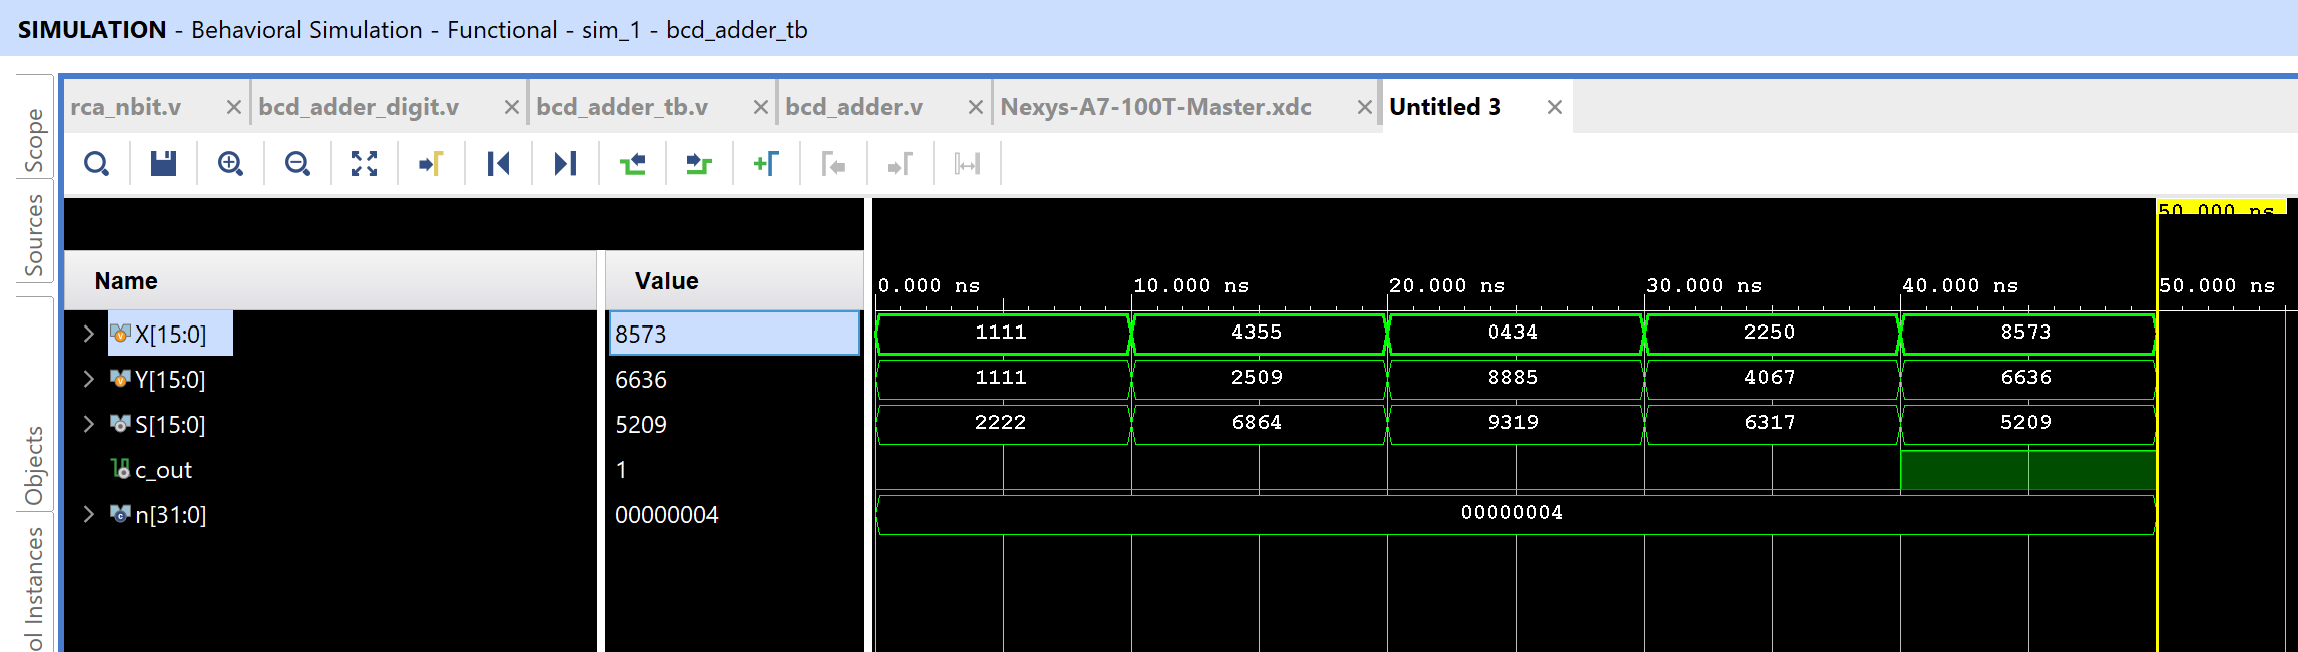 SIMULATION - Behavioral Simulation - Functional - sim_1 - bcd_adder_tb
Scope
Sources
Objects
ol Instances
rca_nbit.v
bcd_adder_digit.v
bcd_adder_tb.v
bcd_adder.v
Nexys-A7-100T-Master.xdc
Untitled 3
50.000 ns
Name Value
0.000 ns 10.000 ns 20.000 ns 30.000 ns 40.000 ns 50.000 ns
X[15:0] 8573 1111 4355 0434 2250 8573
Y[15:0] 6636 1111 2509 8885 4067 6636
S[15:0] 5209 2222 6864 9319 6317 5209
c_out 1
n[31:0] 00000004 00000004